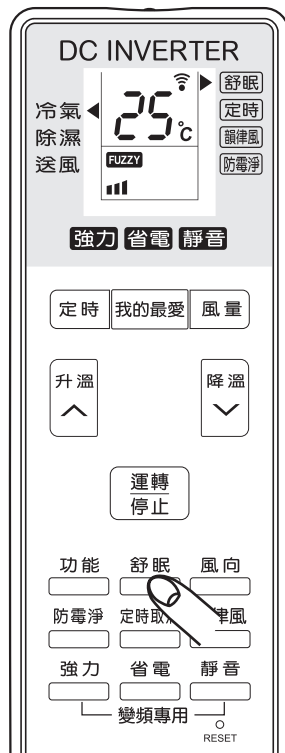 DC INVERTER
舒眠
冷氣 25℃ 定時
除濕 韻律風
送風 FUZZY 防霉淨
強力 省電 靜音
定時 我的最愛 風量
升溫 降溫
運轉
停止
功能 舒眠 風向
防霉淨 定時取 律風
強力 省電 靜音
變頻專用
RESET